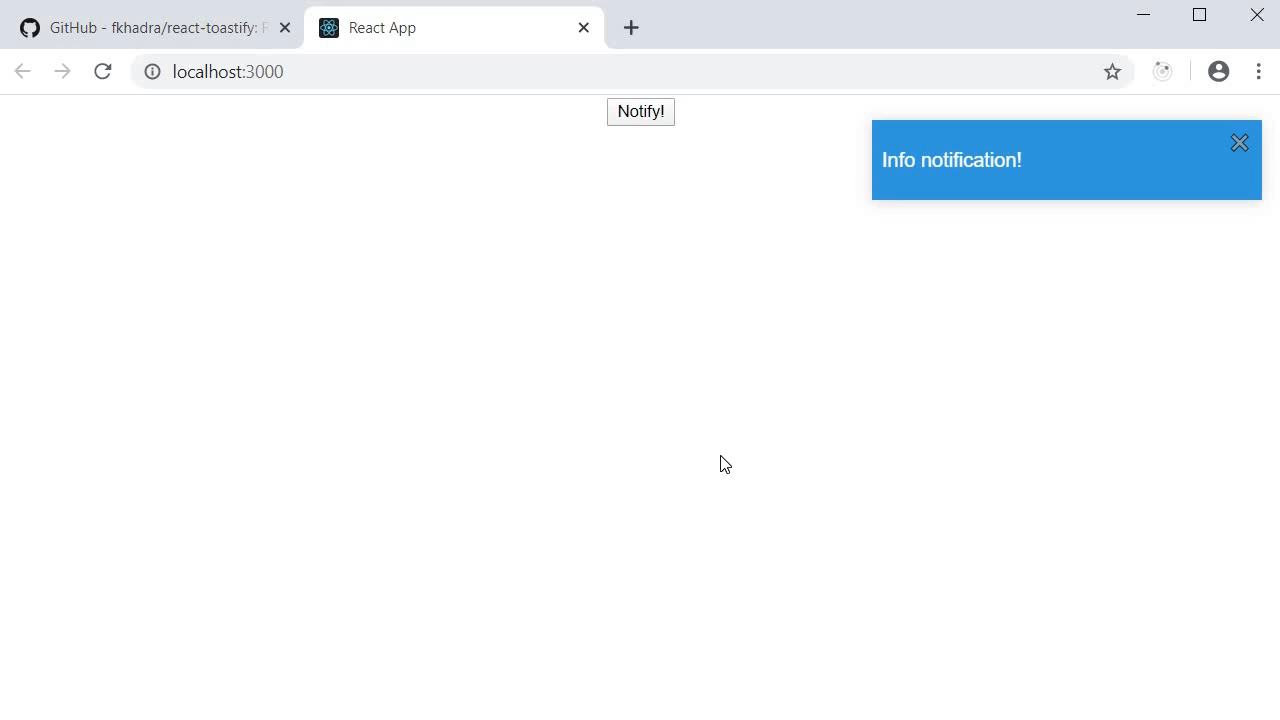 GitHub - fkhadra/react-toastify: R
React App
localhost:3000
Notify!
Info notification!